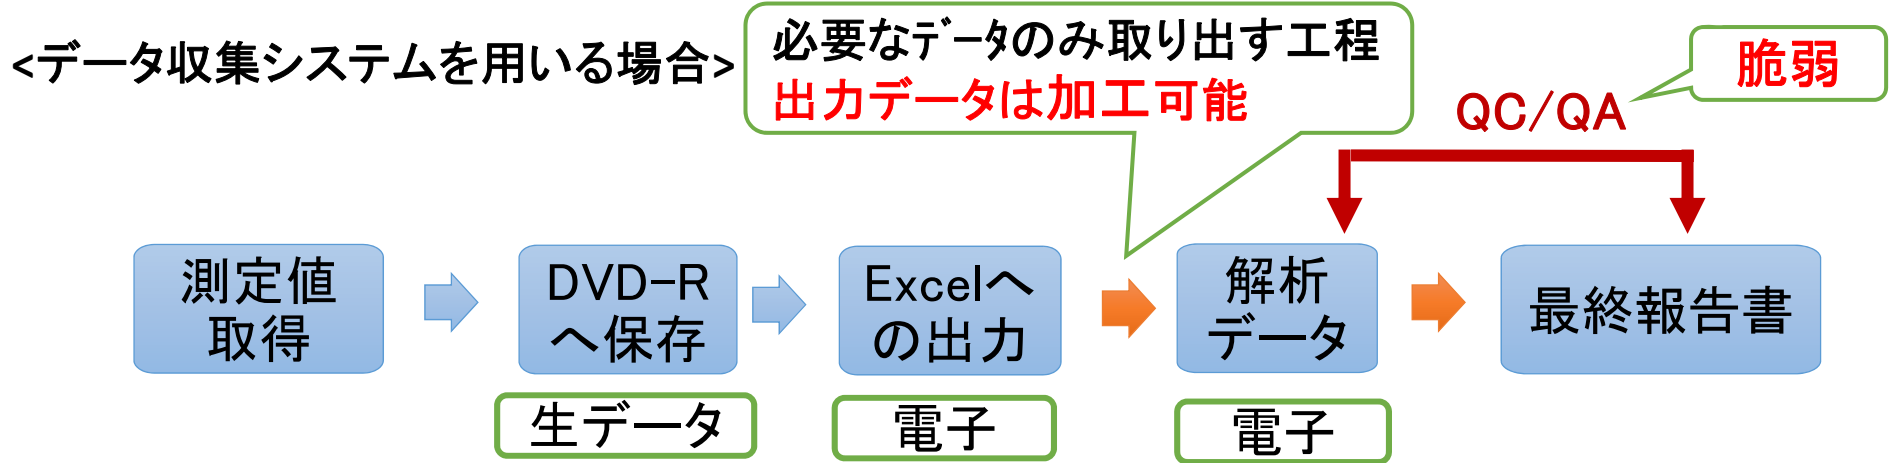 <データ収集システムを用いる場合>
必要なﾃﾞｰﾀのみ取り出す工程
出力データは加工可能
脆弱
QC/QA
測定値
取得
DVD-R
へ保存
Excelへ
の出力
解析
データ
最終報告書
生データ
電子
電子